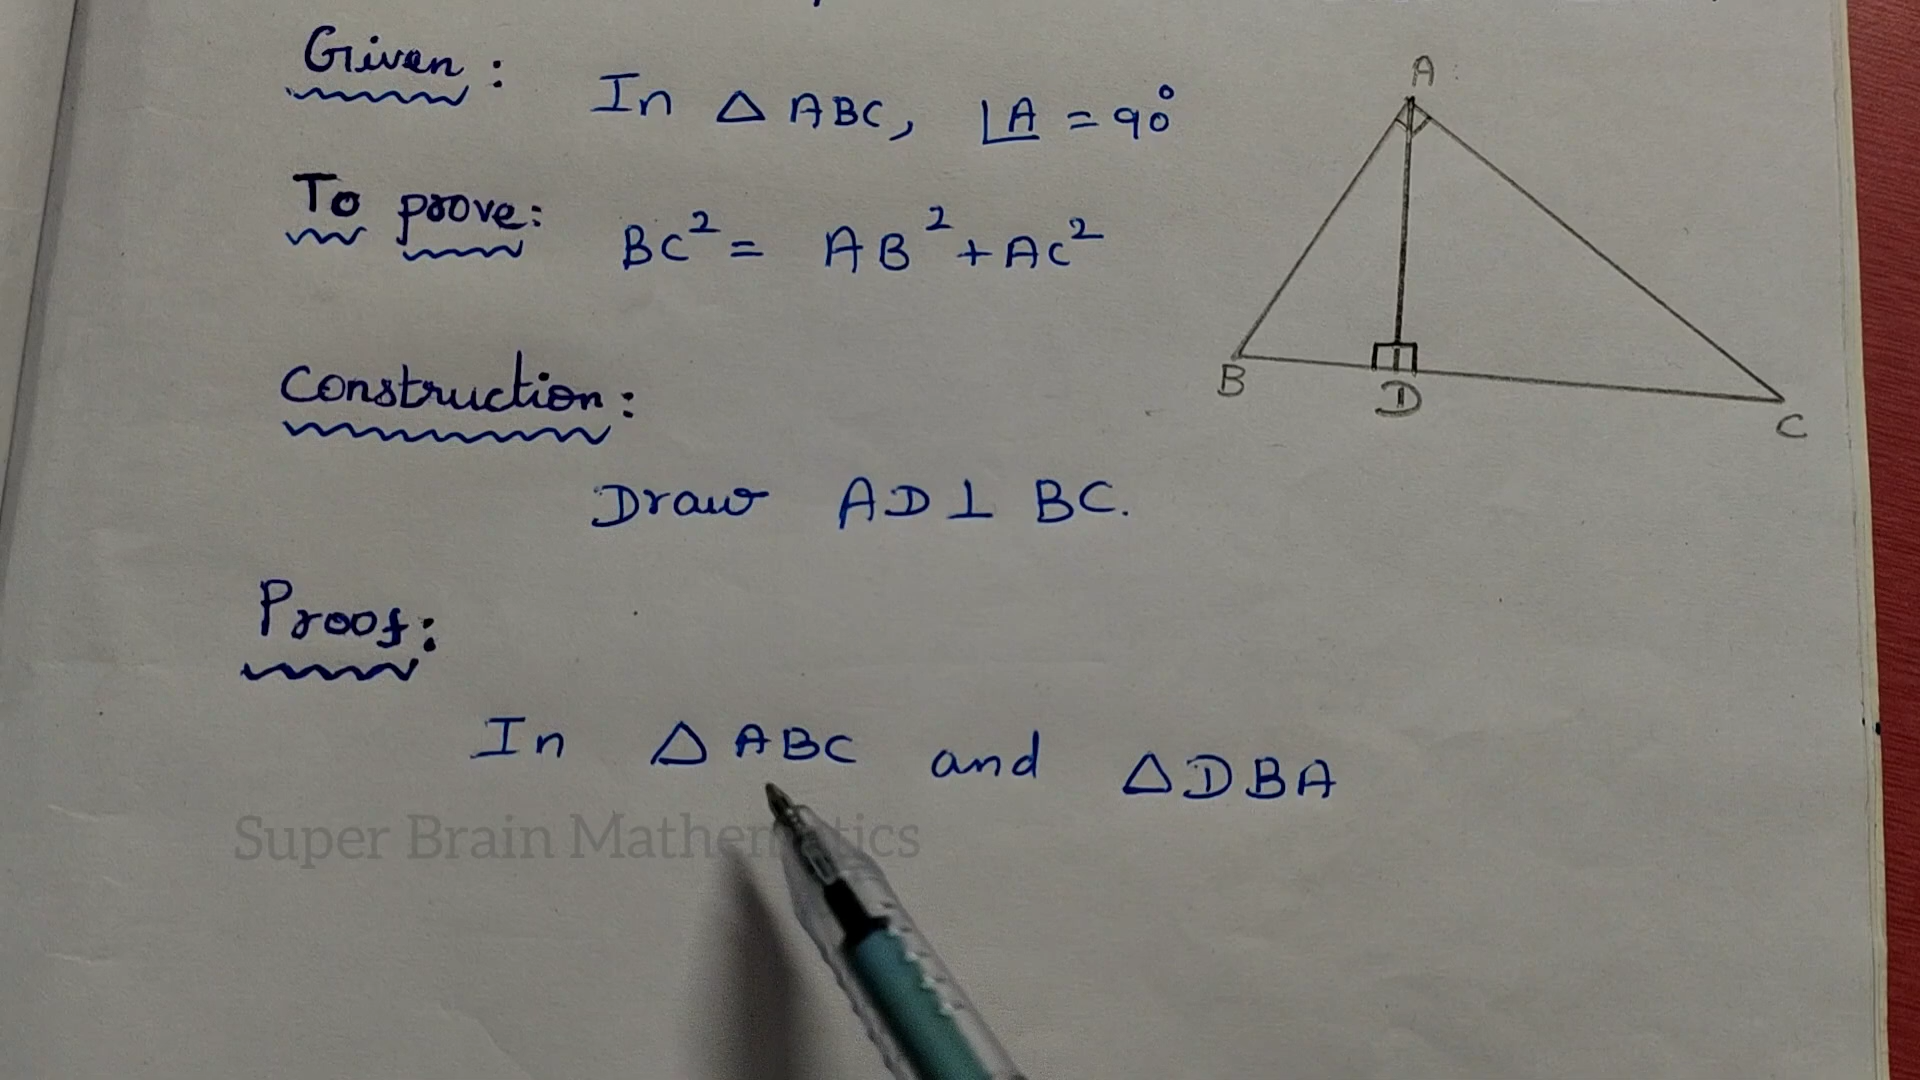 Given: In △ ABC, ∠A = 90°
To prove: BC² = AB² + AC²
Construction:
Draw AD ⊥ BC.
Proof:
In △ ABC and △DBA
Super Brain Mathematics
A
B
D
C